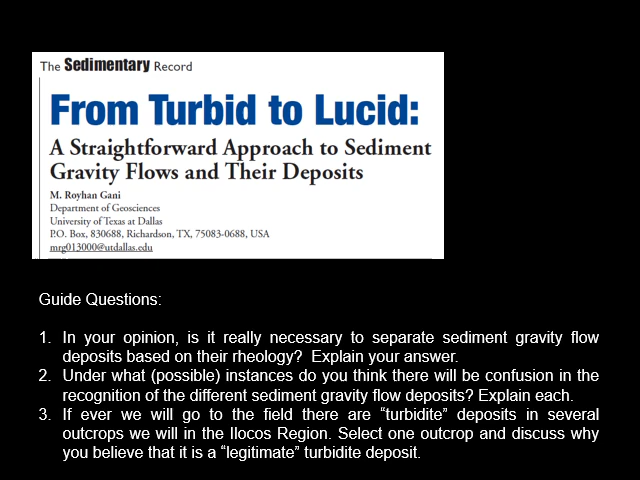 The Sedimentary Record
From Turbid to Lucid:
A Straightforward Approach to Sediment
Gravity Flows and Their Deposits
M. Royhan Gani
Department of Geosciences
University of Texas at Dallas
P.O. Box, 830688, Richardson, TX, 75083-0688, USA
mrg013000@utdallas.edu
Guide Questions:
1. In your opinion, is it really necessary to separate sediment gravity flow
deposits based on their rheology? Explain your answer.
2. Under what (possible) instances do you think there will be confusion in the
recognition of the different sediment gravity flow deposits? Explain each.
3. If ever we will go to the field there are “turbidite” deposits in several
outcrops we will in the Ilocos Region. Select one outcrop and discuss why
you believe that it is a “legitimate” turbidite deposit.